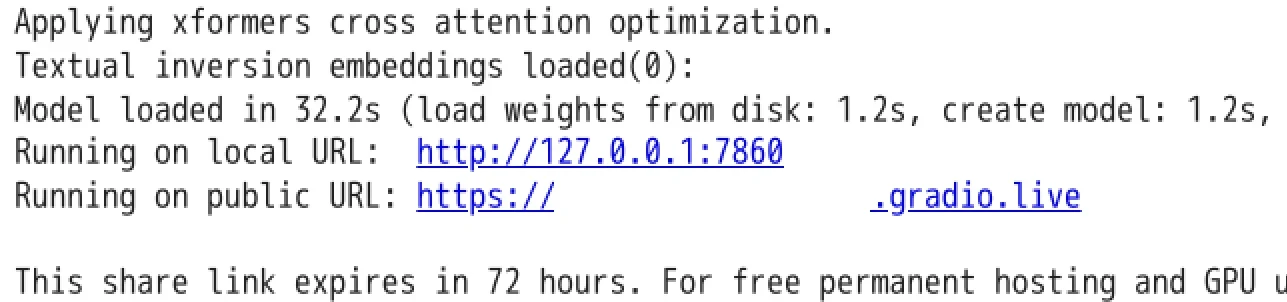 Applying xformers cross attention optimization.
Textual inversion embeddings loaded(0):
Model loaded in 32.2s (load weights from disk: 1.2s, create model: 1.2s,
Running on local URL: http://127.0.0.1:7860
Running on public URL: https:// .gradio.live
This share link expires in 72 hours. For free permanent hosting and GPU